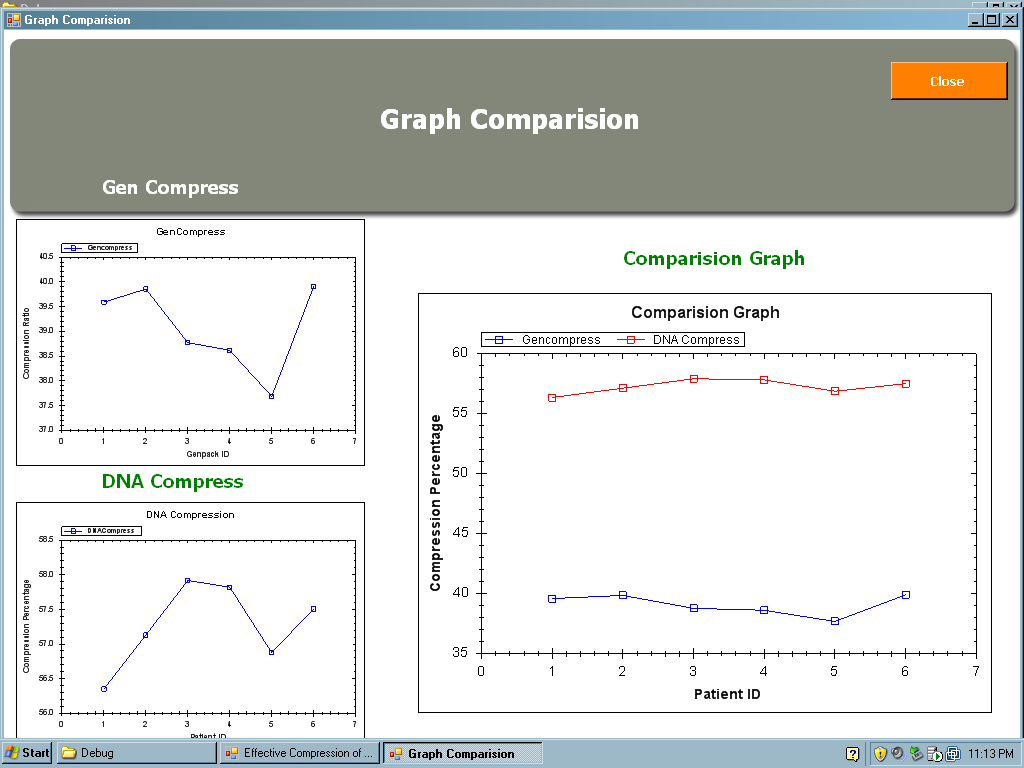 Graph Comparision
Close
Graph Comparision
Gen Compress
GenCompress
Gencompress
40.5
40.0
39.5
39.0
38.5
38.0
37.5
37.0
Compression Ratio
0 1 2 3 4 5 6 7
Genpack ID
DNA Compress
DNA Compression
DNACompress
58.5
58.0
57.5
57.0
56.5
56.0
Compression Percentage
0 1 2 3 4 5 6 7
Patient ID
Comparision Graph
Comparision Graph
Gencompress DNA Compress
60
55
50
45
40
35
Compression Percentage
0 1 2 3 4 5 6 7
Patient ID
Start Debug Effective Compression of ... Graph Comparision 11:13 PM